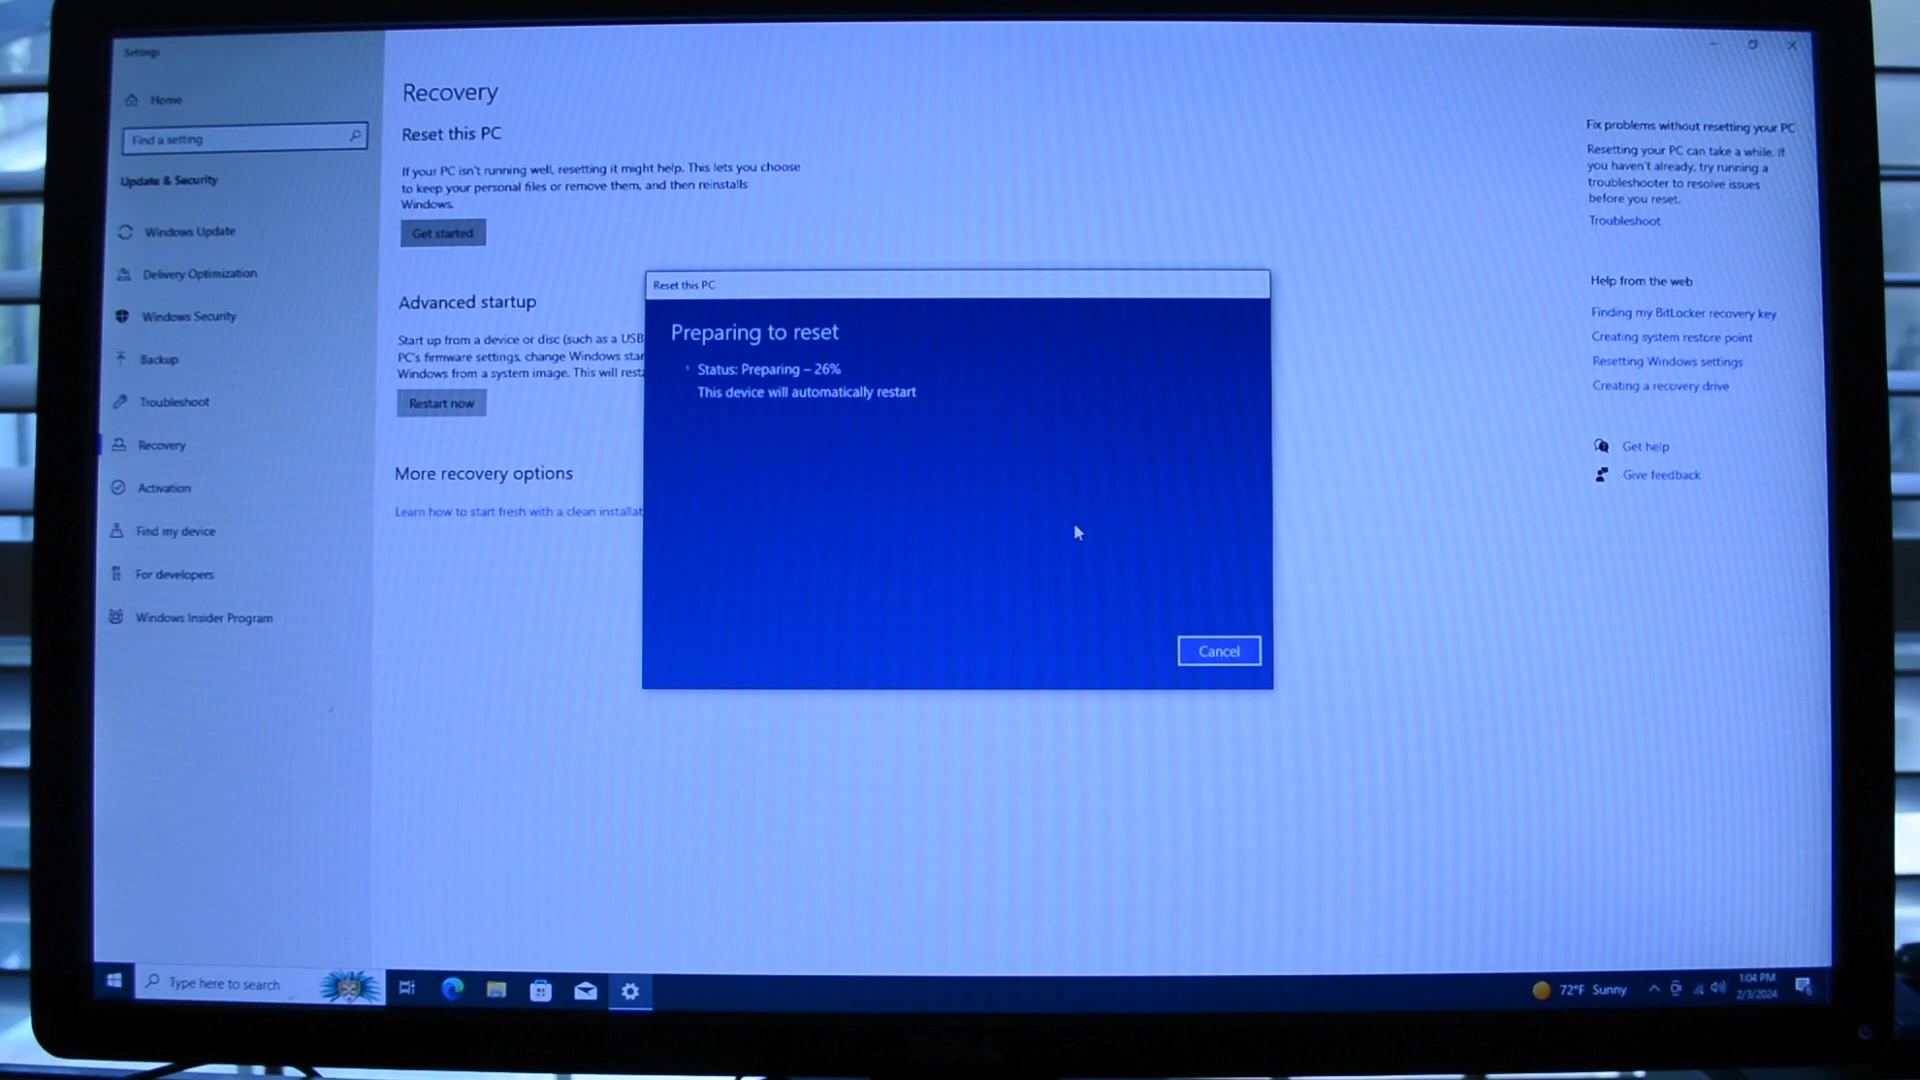 Settings
Home
Find a setting
Update & Security
Windows Update
Delivery Optimization
Windows Security
Backup
Troubleshoot
Recovery
Activation
Find my device
For developers
Windows Insider Program
Recovery
Reset this PC
If your PC isn't running well, resetting it might help. This lets you choose
to keep your personal files or remove them, and then reinstalls
Windows.
Get started
Advanced startup
Start up from a device or disc (such as a USB
PC's firmware settings, change Windows star
Windows from a system image. This will resta
Restart now
More recovery options
Learn how to start fresh with a clean installat
Reset this PC
Preparing to reset
Status: Preparing – 26%
This device will automatically restart
Cancel
Fix problems without resetting your PC
Resetting your PC can take a while. If
you haven't already, try running a
troubleshooter to resolve issues
before you reset.
Troubleshoot
Help from the web
Finding my BitLocker recovery key
Creating system restore point
Resetting Windows settings
Creating a recovery drive
Get help
Give feedback
Type here to search
72°F Sunny
1:04 PM
2/3/2024